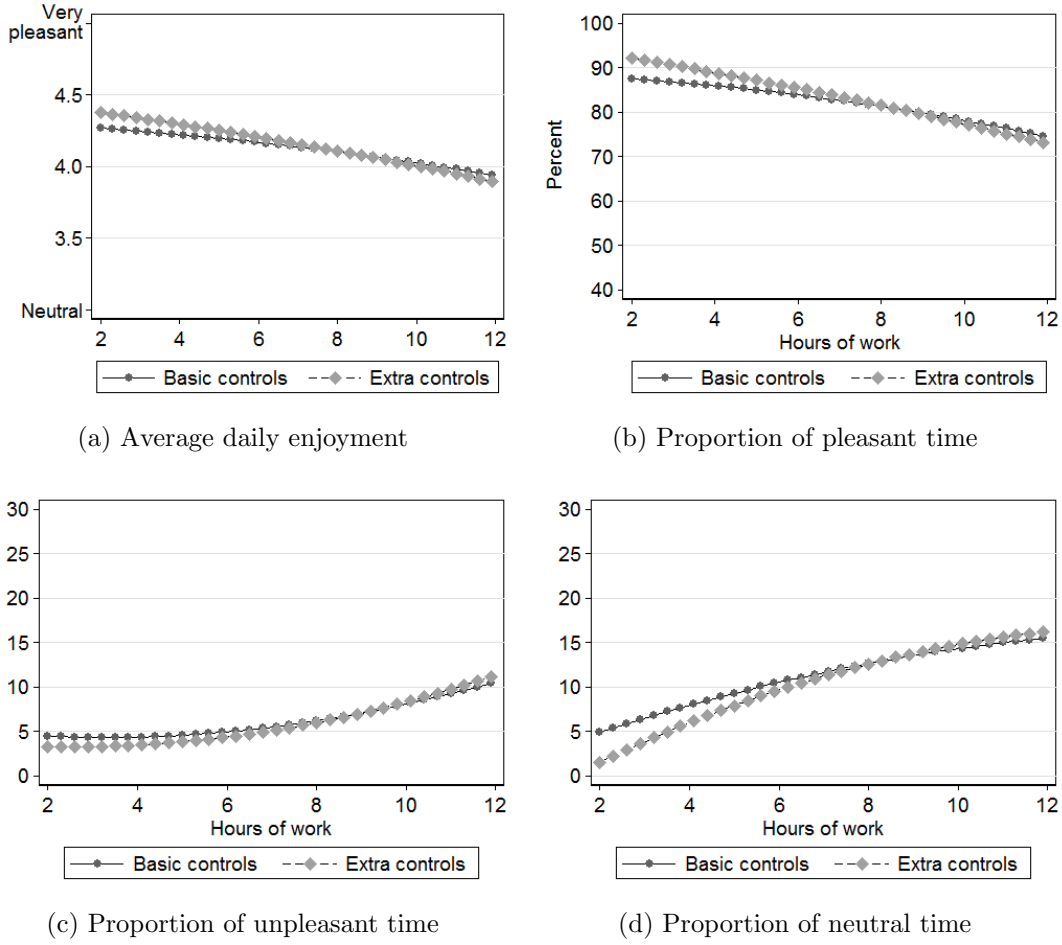 Very
pleasant
4.5
4.0
3.5
Neutral
2 4 6 8 10 12
Basic controls Extra controls
(a) Average daily enjoyment
100
90
80
70
60
50
40
Percent
2 4 6 8 10 12
Hours of work
Basic controls Extra controls
(b) Proportion of pleasant time
30
25
20
15
10
5
0
2 4 6 8 10 12
Hours of work
Basic controls Extra controls
(c) Proportion of unpleasant time
30
25
20
15
10
5
0
2 4 6 8 10 12
Hours of work
Basic controls Extra controls
(d) Proportion of neutral time